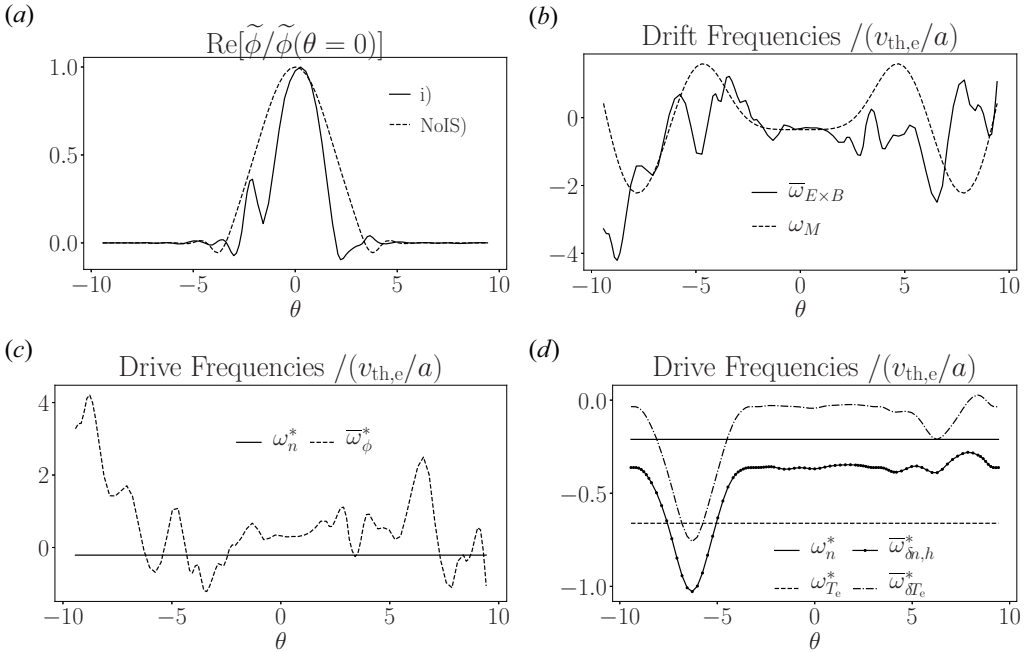 (a)
Re[ϕ̃/ϕ̃(θ = 0)]
1.0
0.5
0.0
i)
NoIS)
−10 −5 0 5 10
θ
(b)
Drift Frequencies /(v_th,e/a)
0
−2
−4
ω̅_E×B
ω_M
−10 −5 0 5 10
θ
(c)
Drive Frequencies /(v_th,e/a)
4
2
0
ω*_n ω̅*_ϕ
−10 −5 0 5 10
θ
(d)
Drive Frequencies /(v_th,e/a)
0.0
−0.5
−1.0
ω*_n ω̅*_δn,h
ω*_Te ω̅*_δTe
−10 −5 0 5 10
θ